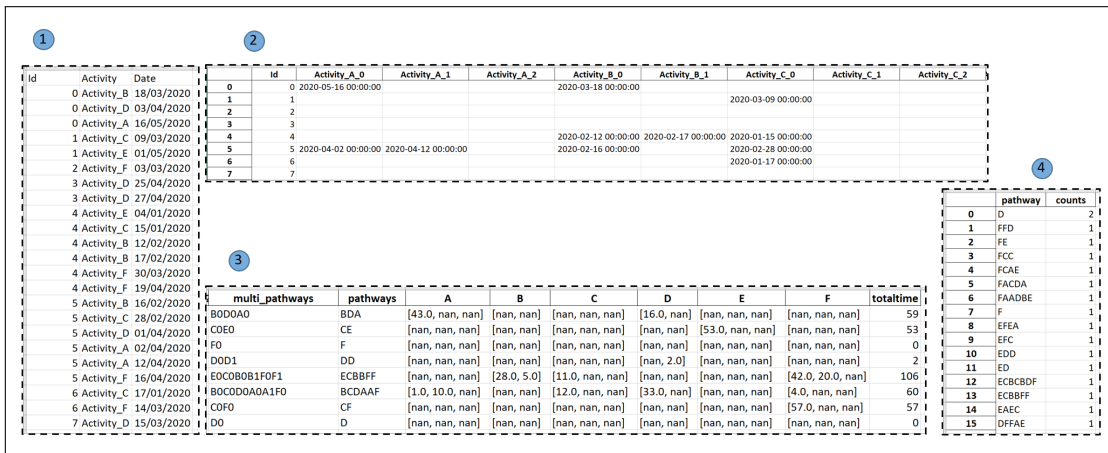 1
Id Activity Date
0 Activity_B 18/03/2020
0 Activity_D 03/04/2020
0 Activity_A 16/05/2020
1 Activity_C 09/03/2020
1 Activity_E 01/05/2020
2 Activity_F 03/03/2020
3 Activity_D 25/04/2020
3 Activity_D 27/04/2020
4 Activity_E 04/01/2020
4 Activity_C 15/01/2020
4 Activity_B 12/02/2020
4 Activity_B 17/02/2020
4 Activity_F 30/03/2020
4 Activity_F 19/04/2020
5 Activity_B 16/02/2020
5 Activity_C 28/02/2020
5 Activity_D 01/04/2020
5 Activity_A 02/04/2020
5 Activity_A 12/04/2020
5 Activity_F 16/04/2020
6 Activity_C 17/01/2020
6 Activity_F 14/03/2020
7 Activity_D 15/03/2020
2
Id Activity_A_0 Activity_A_1 Activity_A_2 Activity_B_0 Activity_B_1 Activity_C_0 Activity_C_1 Activity_C_2
0 0 2020-05-16 00:00:00 2020-03-18 00:00:00
1 1 2020-03-09 00:00:00
2 2
3 3
4 4 2020-02-12 00:00:00 2020-02-17 00:00:00 2020-01-15 00:00:00
5 5 2020-04-02 00:00:00 2020-04-12 00:00:00 2020-02-16 00:00:00 2020-02-28 00:00:00
6 6 2020-01-17 00:00:00
7 7
3
multi_pathways pathways A B C D E F totaltime
B0D0A0 BDA [43.0, nan, nan] [nan, nan] [nan, nan, nan] [16.0, nan] [nan, nan, nan] [nan, nan, nan] 59
C0E0 CE [nan, nan, nan] [nan, nan] [nan, nan, nan] [nan, nan] [53.0, nan, nan] [nan, nan, nan] 53
F0 F [nan, nan, nan] [nan, nan] [nan, nan, nan] [nan, nan] [nan, nan, nan] [nan, nan, nan] 0
D0D1 DD [nan, nan, nan] [nan, nan] [nan, nan, nan] [nan, 2.0] [nan, nan, nan] [nan, nan, nan] 2
E0C0B0B1F0F1 ECBBFF [nan, nan, nan] [28.0, 5.0] [11.0, nan, nan] [nan, nan] [nan, nan, nan] [42.0, 20.0, nan] 106
B0C0D0A0A1F0 BCDAAF [1.0, 10.0, nan] [nan, nan] [12.0, nan, nan] [33.0, nan] [nan, nan, nan] [4.0, nan, nan] 60
C0F0 CF [nan, nan, nan] [nan, nan] [nan, nan, nan] [nan, nan] [nan, nan, nan] [57.0, nan, nan] 57
D0 D [nan, nan, nan] [nan, nan] [nan, nan, nan] [nan, nan] [nan, nan, nan] [nan, nan, nan] 0
4
pathway counts
0 D 2
1 FFD 1
2 FE 1
3 FCC 1
4 FCAE 1
5 FACDA 1
6 FAADBE 1
7 F 1
8 EFEA 1
9 EFC 1
10 EDD 1
11 ED 1
12 ECBCBDF 1
13 ECBBFF 1
14 EAEC 1
15 DFFAE 1